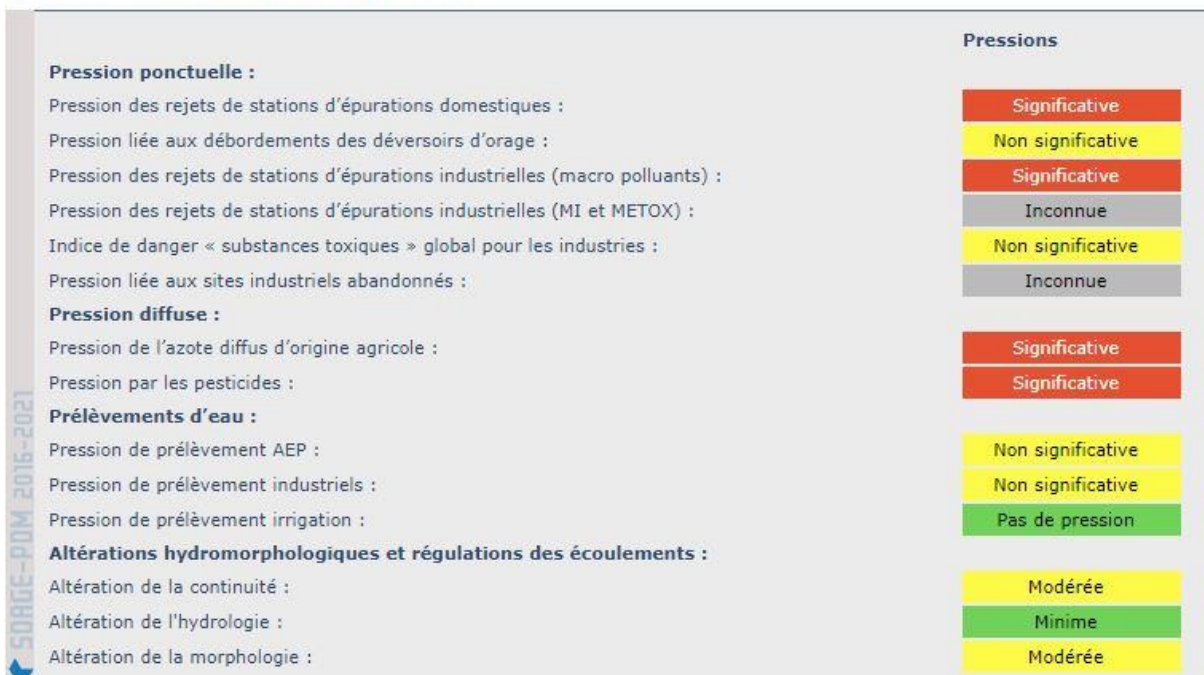 Pressions
Pression ponctuelle :
Pression des rejets de stations d'épurations domestiques : Significative
Pression liée aux débordements des déversoirs d'orage : Non significative
Pression des rejets de stations d'épurations industrielles (macro polluants) : Significative
Pression des rejets de stations d'épurations industrielles (MI et METOX) : Inconnue
Indice de danger « substances toxiques » global pour les industries : Non significative
Pression liée aux sites industriels abandonnés : Inconnue
Pression diffuse :
Pression de l'azote diffus d'origine agricole : Significative
Pression par les pesticides : Significative
Prélèvements d'eau :
Pression de prélèvement AEP : Non significative
Pression de prélèvement industriels : Non significative
Pression de prélèvement irrigation : Pas de pression
Altérations hydromorphologiques et régulations des écoulements :
Altération de la continuité : Modérée
Altération de l'hydrologie : Minime
Altération de la morphologie : Modérée
SDAGE-PDM 2016-2021